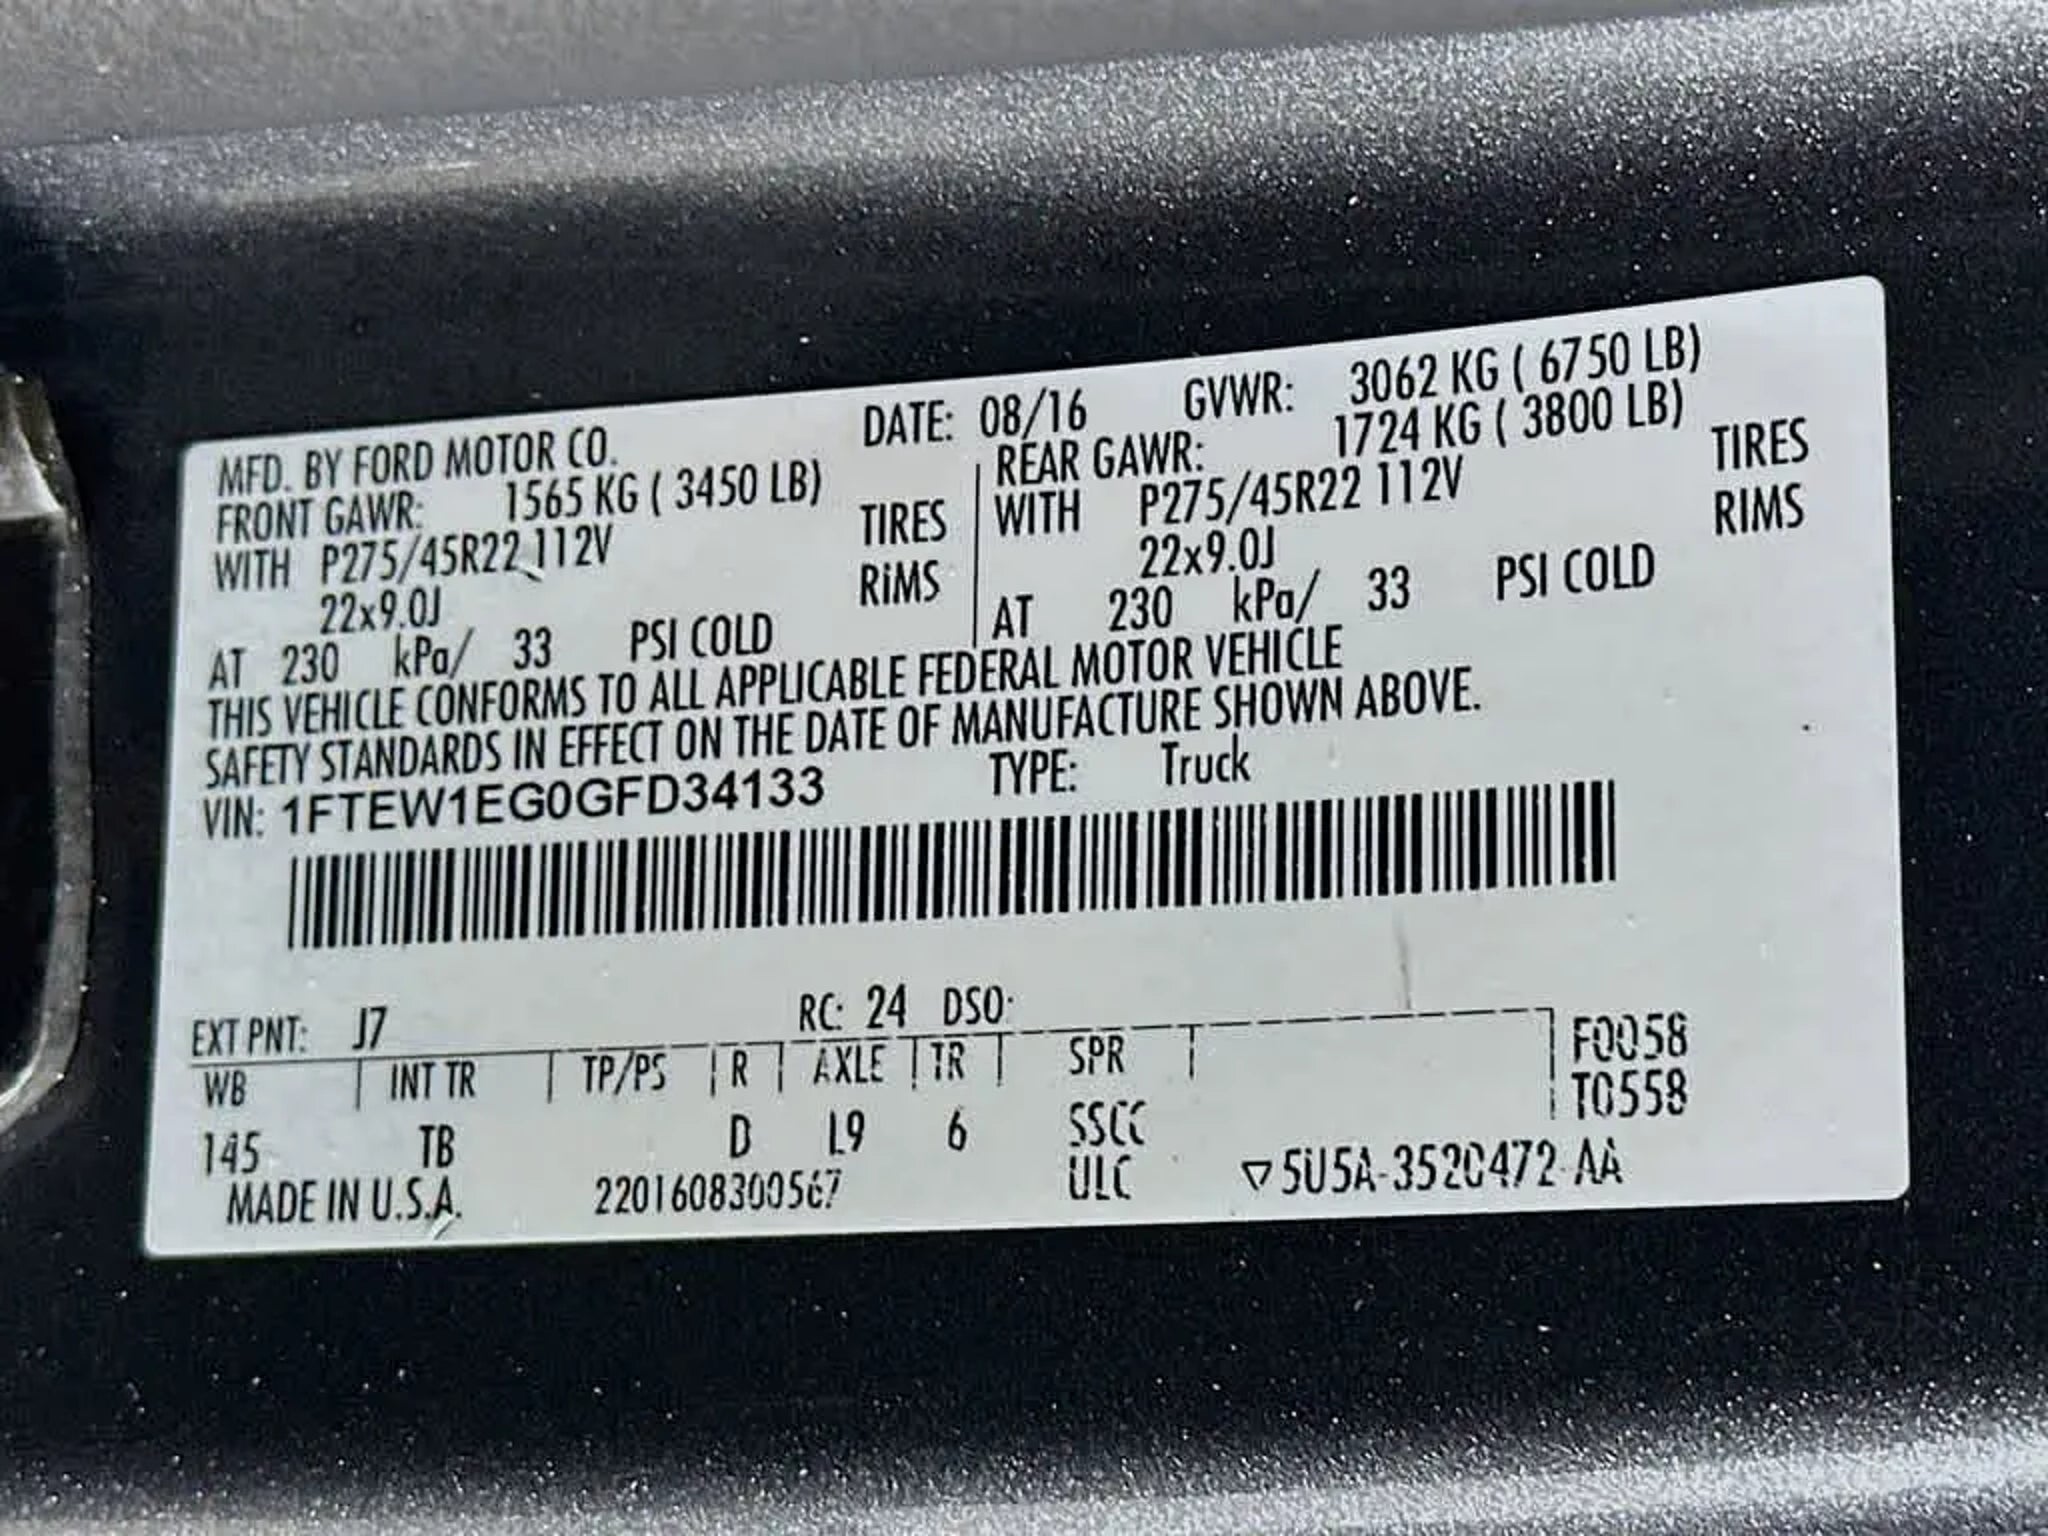 MFD. BY FORD MOTOR CO. DATE: 08/16 GVWR: 3062 KG ( 6750 LB)
FRONT GAWR: 1565 KG ( 3450 LB) REAR GAWR: 1724 KG ( 3800 LB)
WITH P275/45R22 112V TIRES WITH P275/45R22 112V TIRES
22x9.0J RiMS 22x9.0J RIMS
AT 230 kPa/ 33 PSI COLD AT 230 kPa/ 33 PSI COLD
THIS VEHICLE CONFORMS TO ALL APPLICABLE FEDERAL MOTOR VEHICLE
SAFETY STANDARDS IN EFFECT ON THE DATE OF MANUFACTURE SHOWN ABOVE.
VIN: 1FTEW1EG0GFD34133 TYPE: Truck
EXT PNT: J7 RC: 24 DSO:
WB INT TR TP/PS R AXLE TR SPR F0058
T0558
145 TB D L9 6 SSCC
MADE IN U.S.A. 2201608300567 ULC ▽5U5A-3520472-AA